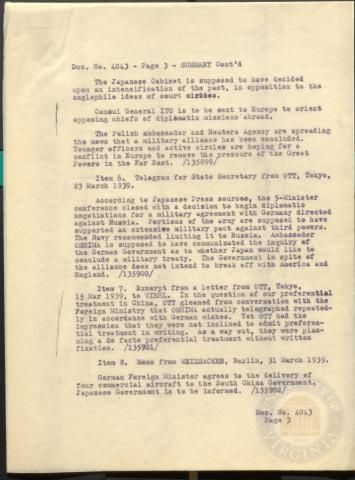 Doc. No. 4043 - Page 3 - SUMMARY Cont'd
The Japanese Cabinet is supposed to have decided
upon an intensification of the pact, in opposition to the
anglophile ideas of court circles.
Consul General ITO is to be sent to Europe to orient
opposing chiefs of diplomatic missions abroad.
The Polish ambassador and Reuters Agency are spreading
the news that a military alliance has been concluded.
Younger officers and active circles are hoping for a
conflict in Europe to remove the pressure of the Great
Powers in the Far East. /135899/
Item 6. Telegram for State Secretary from OTT, Tokyo,
23 March 1939.
According to Japanese Press sources, the 5-Minister
conference closed with a decision to begin diplomatic
negotiations for a military agreement with Germany directed
against Russia. Portions of the army are supposed to have
supported an extensive military pact against third powers.
The Navy recommended limiting it to Russia. Ambassador
OSHIMA is supposed to have communicated the inquiry of
the German Government as to whether Japan would like to
conclude a military treaty. The Government in spite of
the alliance does not intend to break off with America and
England. /135900/
Item 7. Excerpt from a letter from OTT, Tokyo,
15 Mar 1939, to WIEHL. In the question of our preferential
treatment in China, OTT gleaned from conversation with the
Foreign Ministry that OSHIMA actually telegraphed repeated-
ly in accordance with German wishes. Yet OTT had the
impression that they were not inclined to admit preferen-
tial treatment in writing. As a way out, they were plan-
ning a de facto preferential treatment without written
fixation. /135901/
Item 8. Memo from WEITZSACKER, Berlin, 31 March 1939.
German Foreign Minister agrees to the delivery of
four commercial aircraft to the South China Government.
Japanese Government is to be informed. /135902/
Doc. No. 4043
Page 3
VIRGINIA